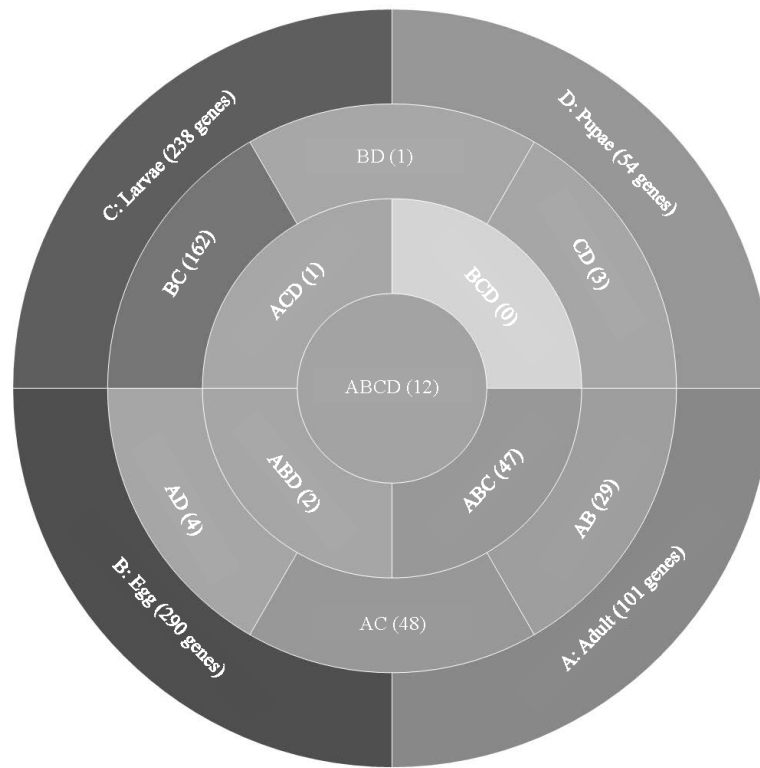 C: Larvae (238 genes)
D: Pupae (54 genes)
BD (1)
BC (162)
CD (3)
ACD (1)
BCD (0)
ABCD (12)
ABD (2)
ABC (47)
AD (4)
AB (29)
AC (48)
B: Egg (290 genes)
A: Adult (101 genes)